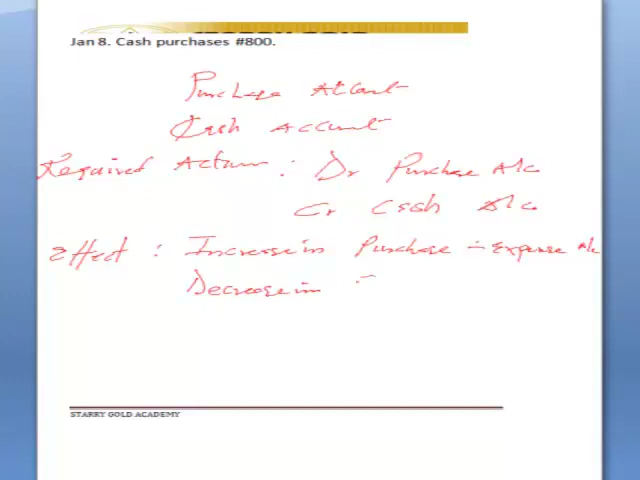 Jan 8. Cash purchases #800.
Purchase Account
Cash Account
Required Action : Dr Purchase A/c
Cr Cash A/c
Effect : Increase in Purchase - Expense A/c
Decrease in
STARRY GOLD ACADEMY